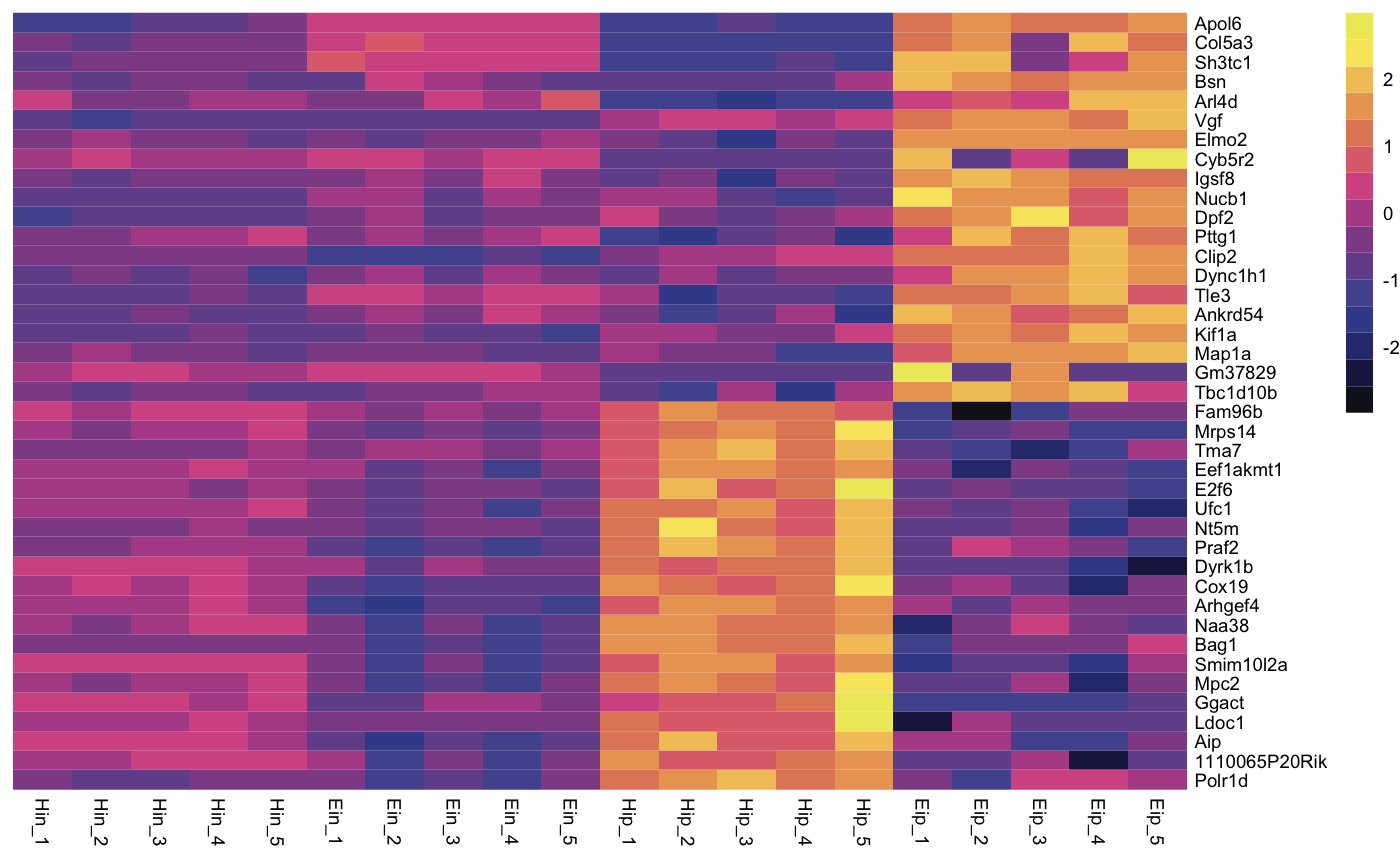 Apol6
Col5a3
Sh3tc1
Bsn
Arl4d
Vgf
Elmo2
Cyb5r2
Igsf8
Nucb1
Dpf2
Pttg1
Clip2
Dync1h1
Tle3
Ankrd54
Kif1a
Map1a
Gm37829
Tbc1d10b
Fam96b
Mrps14
Tma7
Eef1akmt1
E2f6
Ufc1
Nt5m
Praf2
Dyrk1b
Cox19
Arhgef4
Naa38
Bag1
Smim10l2a
Mpc2
Ggact
Ldoc1
Aip
1110065P20Rik
Polr1d
2
1
0
-1
-2
Hin_1
Hin_2
Hin_3
Hin_4
Hin_5
Ein_1
Ein_2
Ein_3
Ein_4
Ein_5
Hip_1
Hip_2
Hip_3
Hip_4
Hip_5
Eip_1
Eip_2
Eip_3
Eip_4
Eip_5